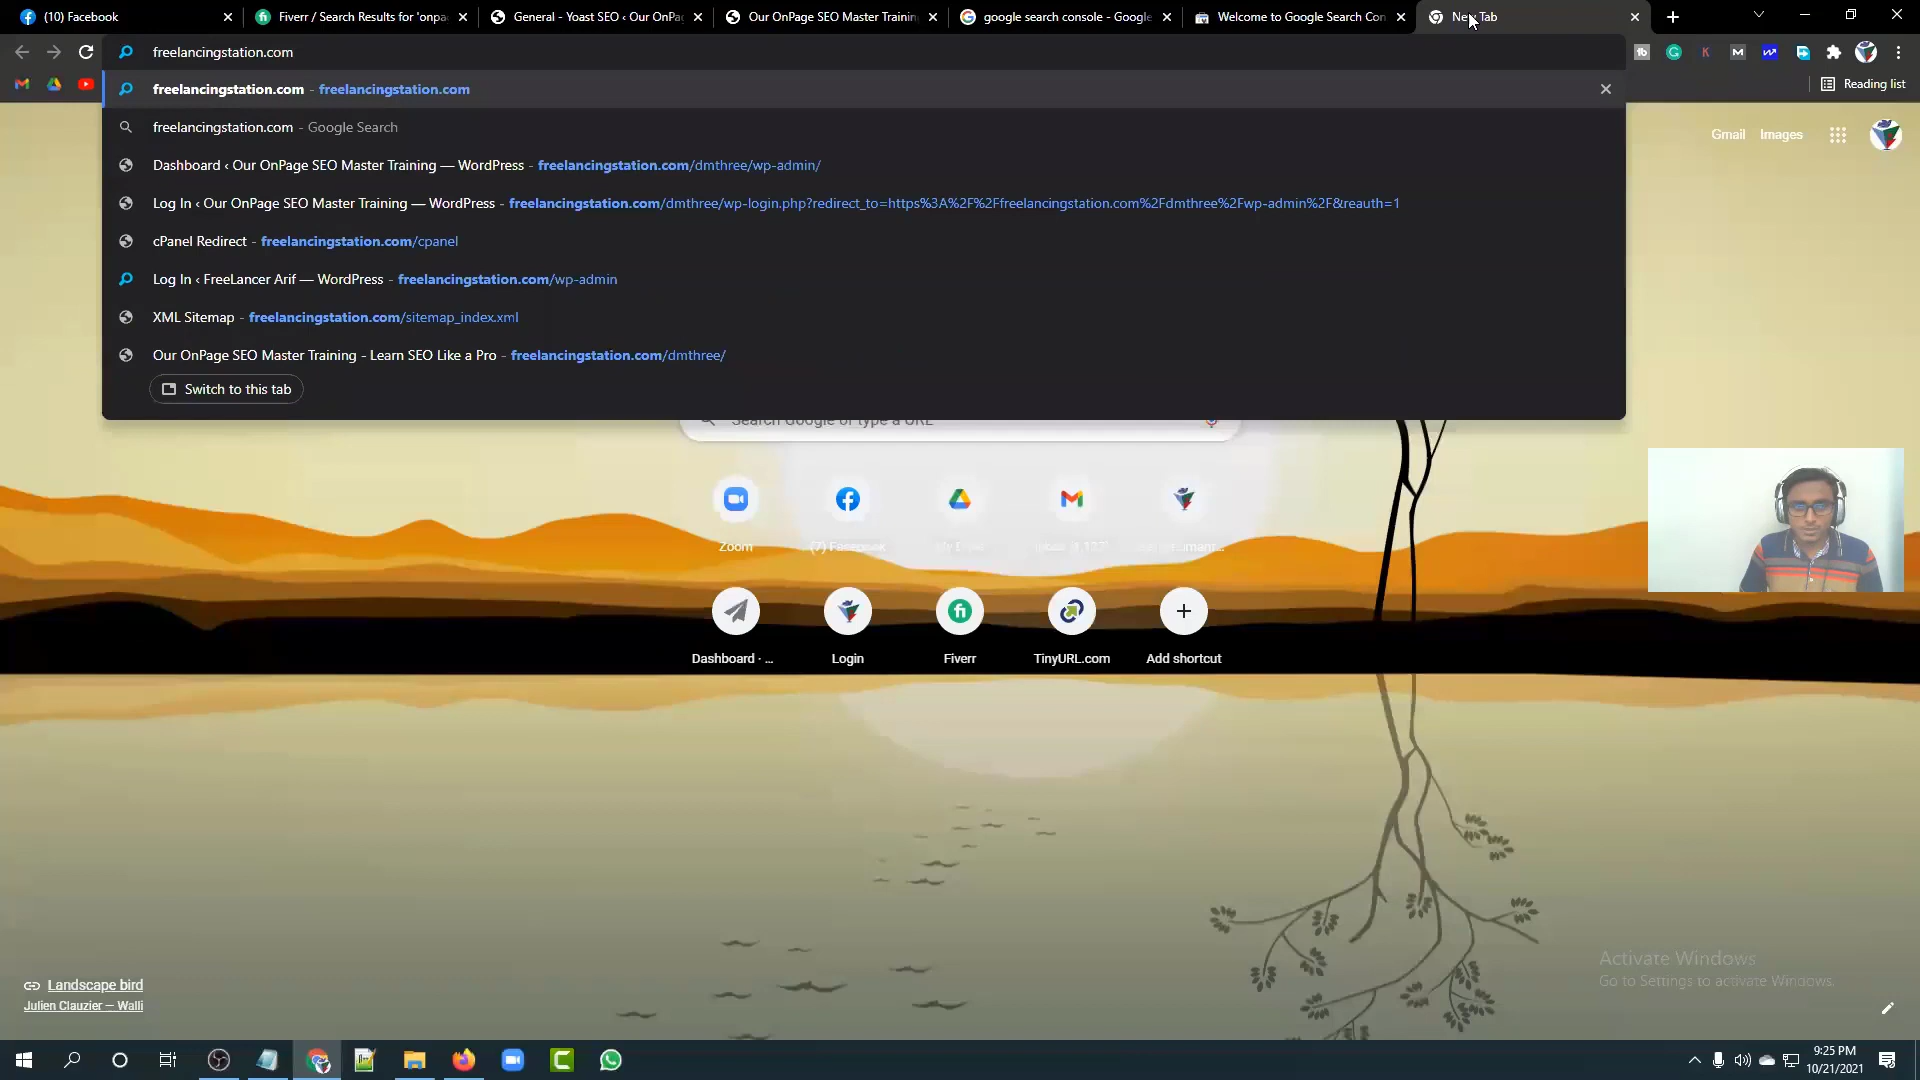 (10) Facebook
Fiverr / Search Results for 'onpa
General - Yoast SEO ‹ Our OnPa
Our OnPage SEO Master Trainin
google search console - Google
Welcome to Google Search Con
New Tab
freelancingstation.com
Reading list
freelancingstation.com - freelancingstation.com
freelancingstation.com - Google Search
Dashboard ‹ Our OnPage SEO Master Training — WordPress - freelancingstation.com/dmthree/wp-admin/
Log In ‹ Our OnPage SEO Master Training — WordPress - freelancingstation.com/dmthree/wp-login.php?redirect_to=https%3A%2F%2Ffreelancingstation.com%2Fdmthree%2Fwp-admin%2F&reauth=1
cPanel Redirect - freelancingstation.com/cpanel
Log In ‹ FreeLancer Arif — WordPress - freelancingstation.com/wp-admin
XML Sitemap - freelancingstation.com/sitemap_index.xml
Our OnPage SEO Master Training - Learn SEO Like a Pro - freelancingstation.com/dmthree/
Switch to this tab
Gmail Images
Search Google or type a URL
Zoom
(7) Facebook
Dashboard · ...
Login
Fiverr
TinyURL.com
Add shortcut
Activate Windows
Go to Settings to activate Windows.
Landscape bird
Julien Clauzier — Walli
9:25 PM
10/21/2021